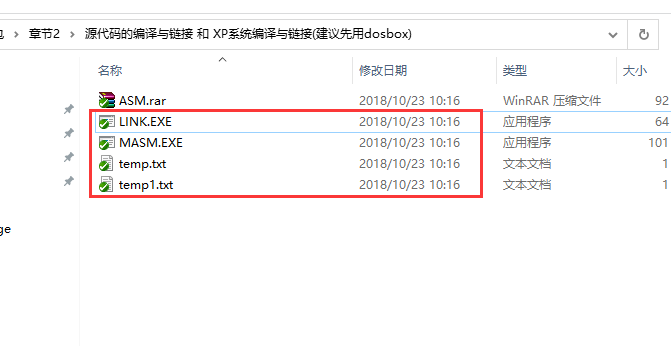 包 › 章节2 › 源代码的编译与链接 和 XP系统编译与链接(建议先用dosbox)
名称 修改日期 类型 大小
ASM.rar 2018/10/23 10:16 WinRAR 压缩文件 92
LINK.EXE 2018/10/23 10:16 应用程序 64
MASM.EXE 2018/10/23 10:16 应用程序 101
temp.txt 2018/10/23 10:16 文本文档 1
temp1.txt 2018/10/23 10:16 文本文档 1
ge